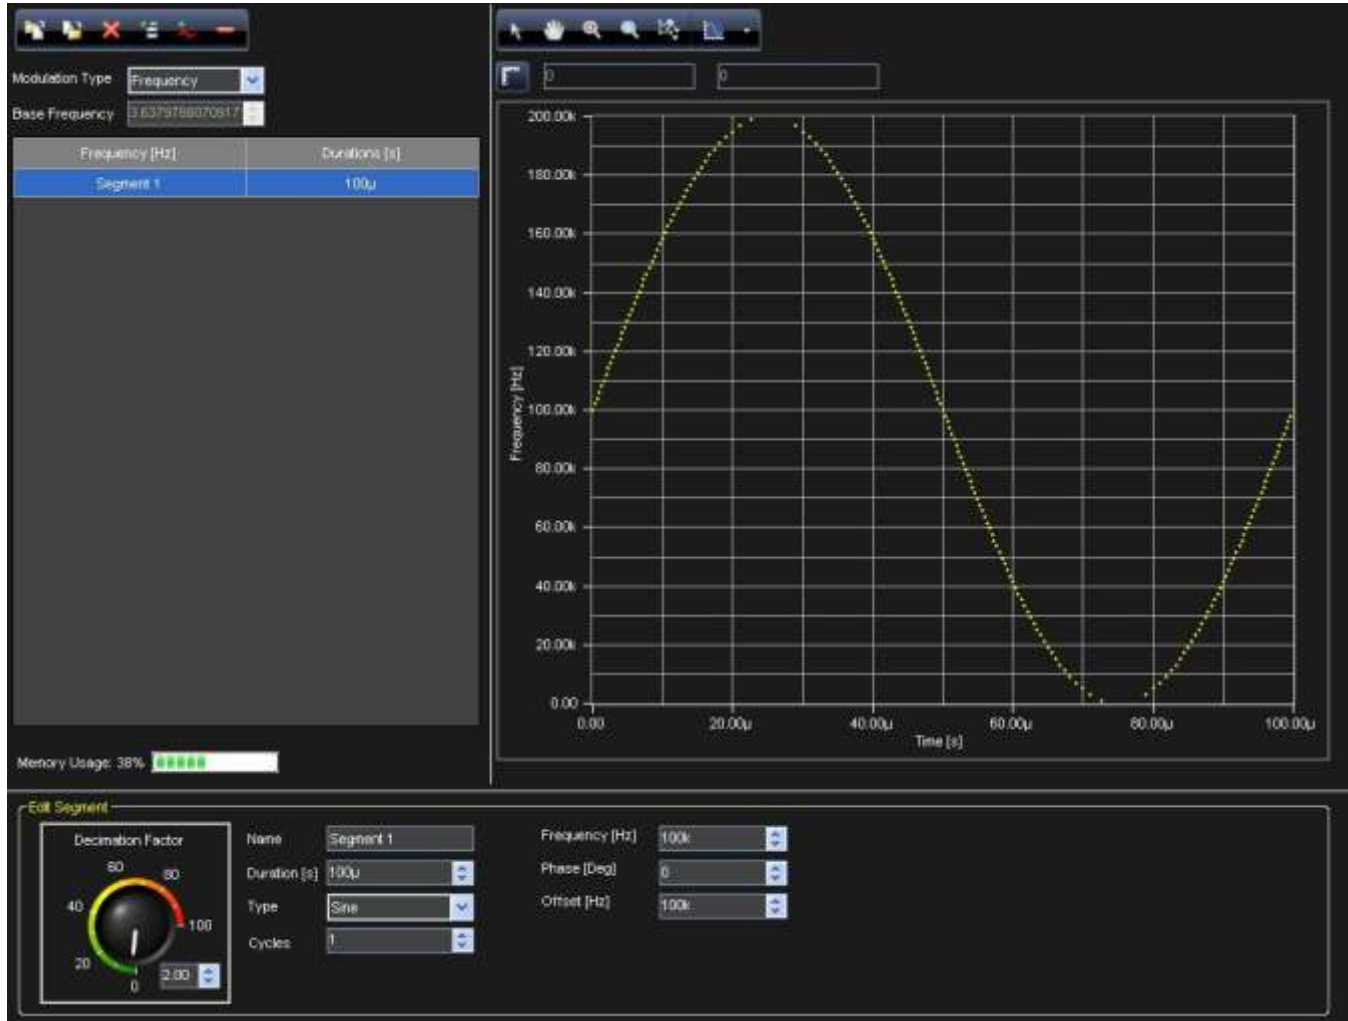 Modulation Type Frequency
Base Frequency 3.6379788070917
Frequency [Hz] Durations [s]
Segment 1 100µ
Memory Usage: 38%
0 0
200.00k
180.00k
160.00k
140.00k
120.00k
100.00k
80.00k
60.00k
40.00k
20.00k
0.00
Frequency [Hz]
0.00 20.00µ 40.00µ 60.00µ 80.00µ 100.00µ
Time [s]
Edit Segment
Decimation Factor
60 80
40 100
20 0
2.00
Name Segment 1
Duration [s] 100µ
Type Sine
Cycles 1
Frequency [Hz] 100k
Phase [Deg] 0
Offset [Hz] 100k